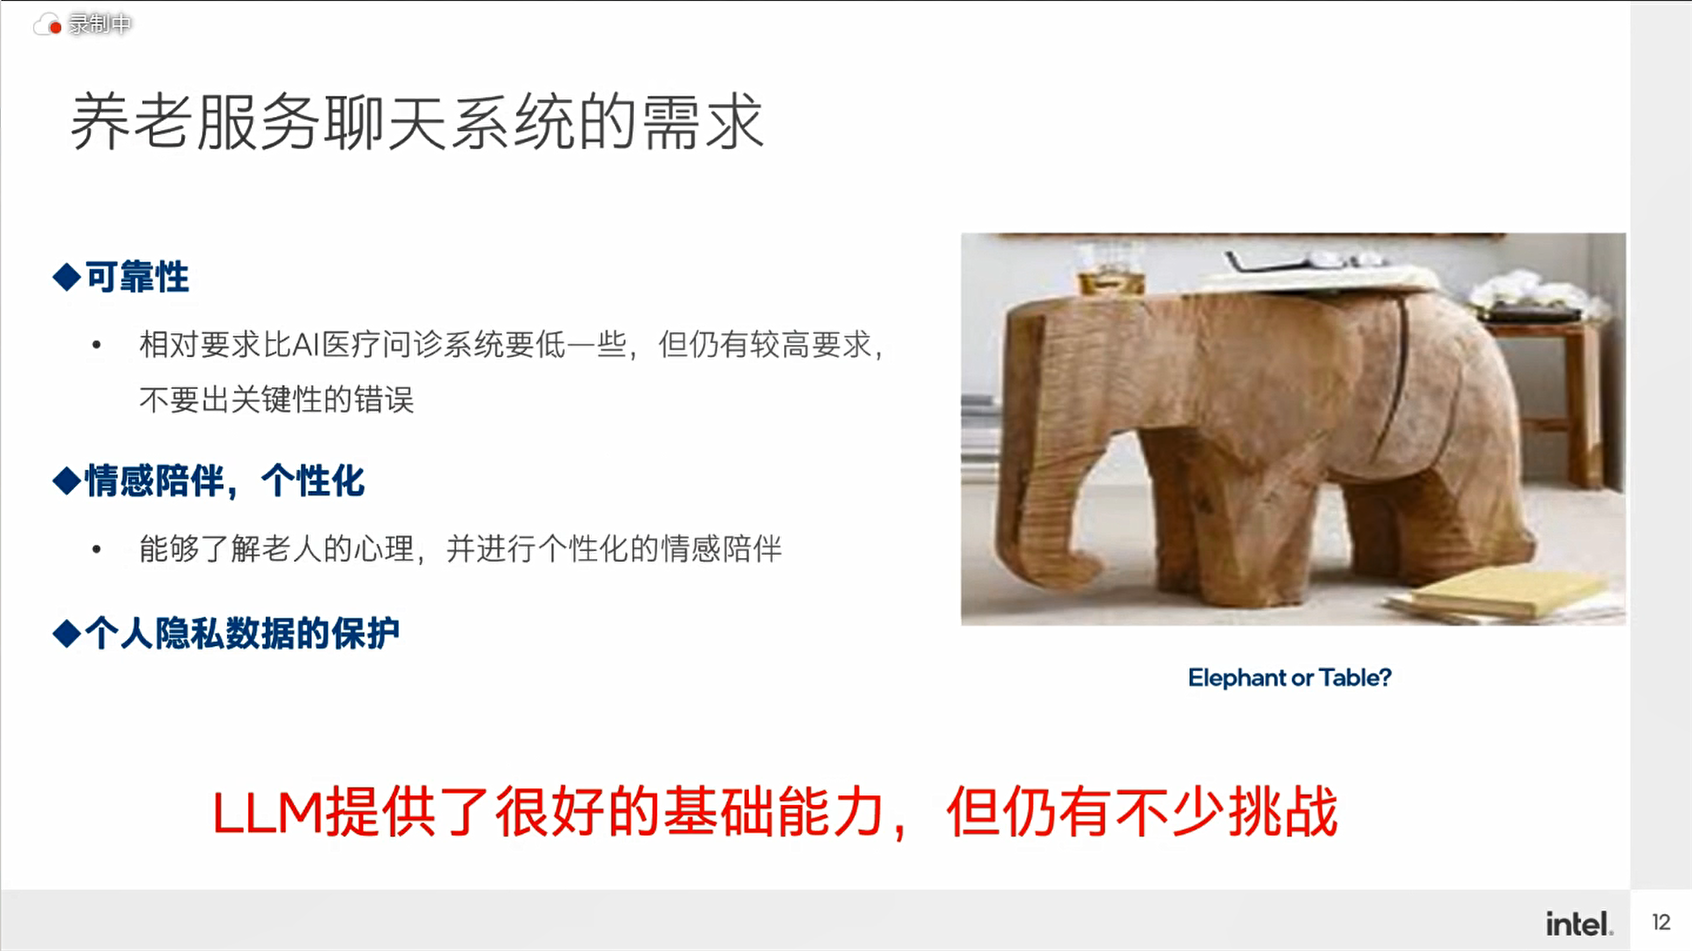 录制中
养老服务聊天系统的需求
◆可靠性
• 相对要求比AI医疗问诊系统要低一些，但仍有较高要求，
不要出关键性的错误
◆情感陪伴，个性化
• 能够了解老人的心理，并进行个性化的情感陪伴
◆个人隐私数据的保护
Elephant or Table?
LLM提供了很好的基础能力，但仍有不少挑战
intel.
12